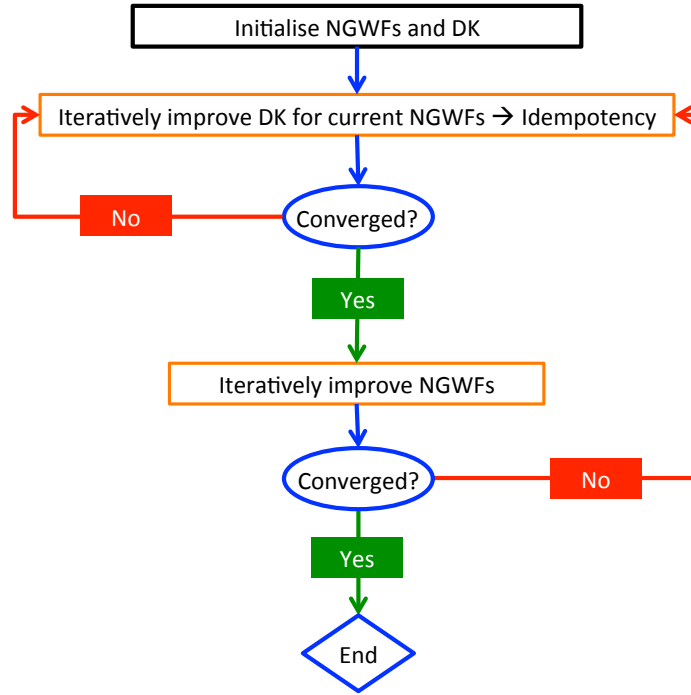 Initialise NGWFs and DK
Iteratively improve DK for current NGWFs → Idempotency
No
Converged?
Yes
Iteratively improve NGWFs
Converged?
No
Yes
End